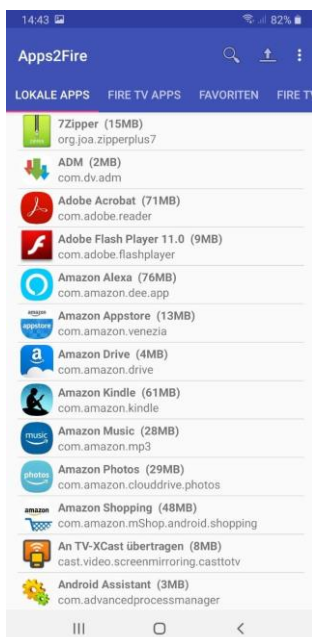 14:43 82%
Apps2Fire
LOKALE APPS FIRE TV APPS FAVORITEN FIRE T
7Zipper (15MB)
org.joa.zipperplus7
ADM (2MB)
com.dv.adm
Adobe Acrobat (71MB)
com.adobe.reader
Adobe Flash Player 11.0 (9MB)
com.adobe.flashplayer
Amazon Alexa (76MB)
com.amazon.dee.app
amazon
appstore
Amazon Appstore (13MB)
com.amazon.venezia
a
Amazon Drive (4MB)
com.amazon.drive
Amazon Kindle (61MB)
com.amazon.kindle
music
Amazon Music (28MB)
com.amazon.mp3
photos
Amazon Photos (29MB)
com.amazon.clouddrive.photos
amazon
Amazon Shopping (48MB)
com.amazon.mShop.android.shopping
An TV-XCast übertragen (8MB)
cast.video.screenmirroring.casttotv
Android Assistant (3MB)
com.advancedprocessmanager